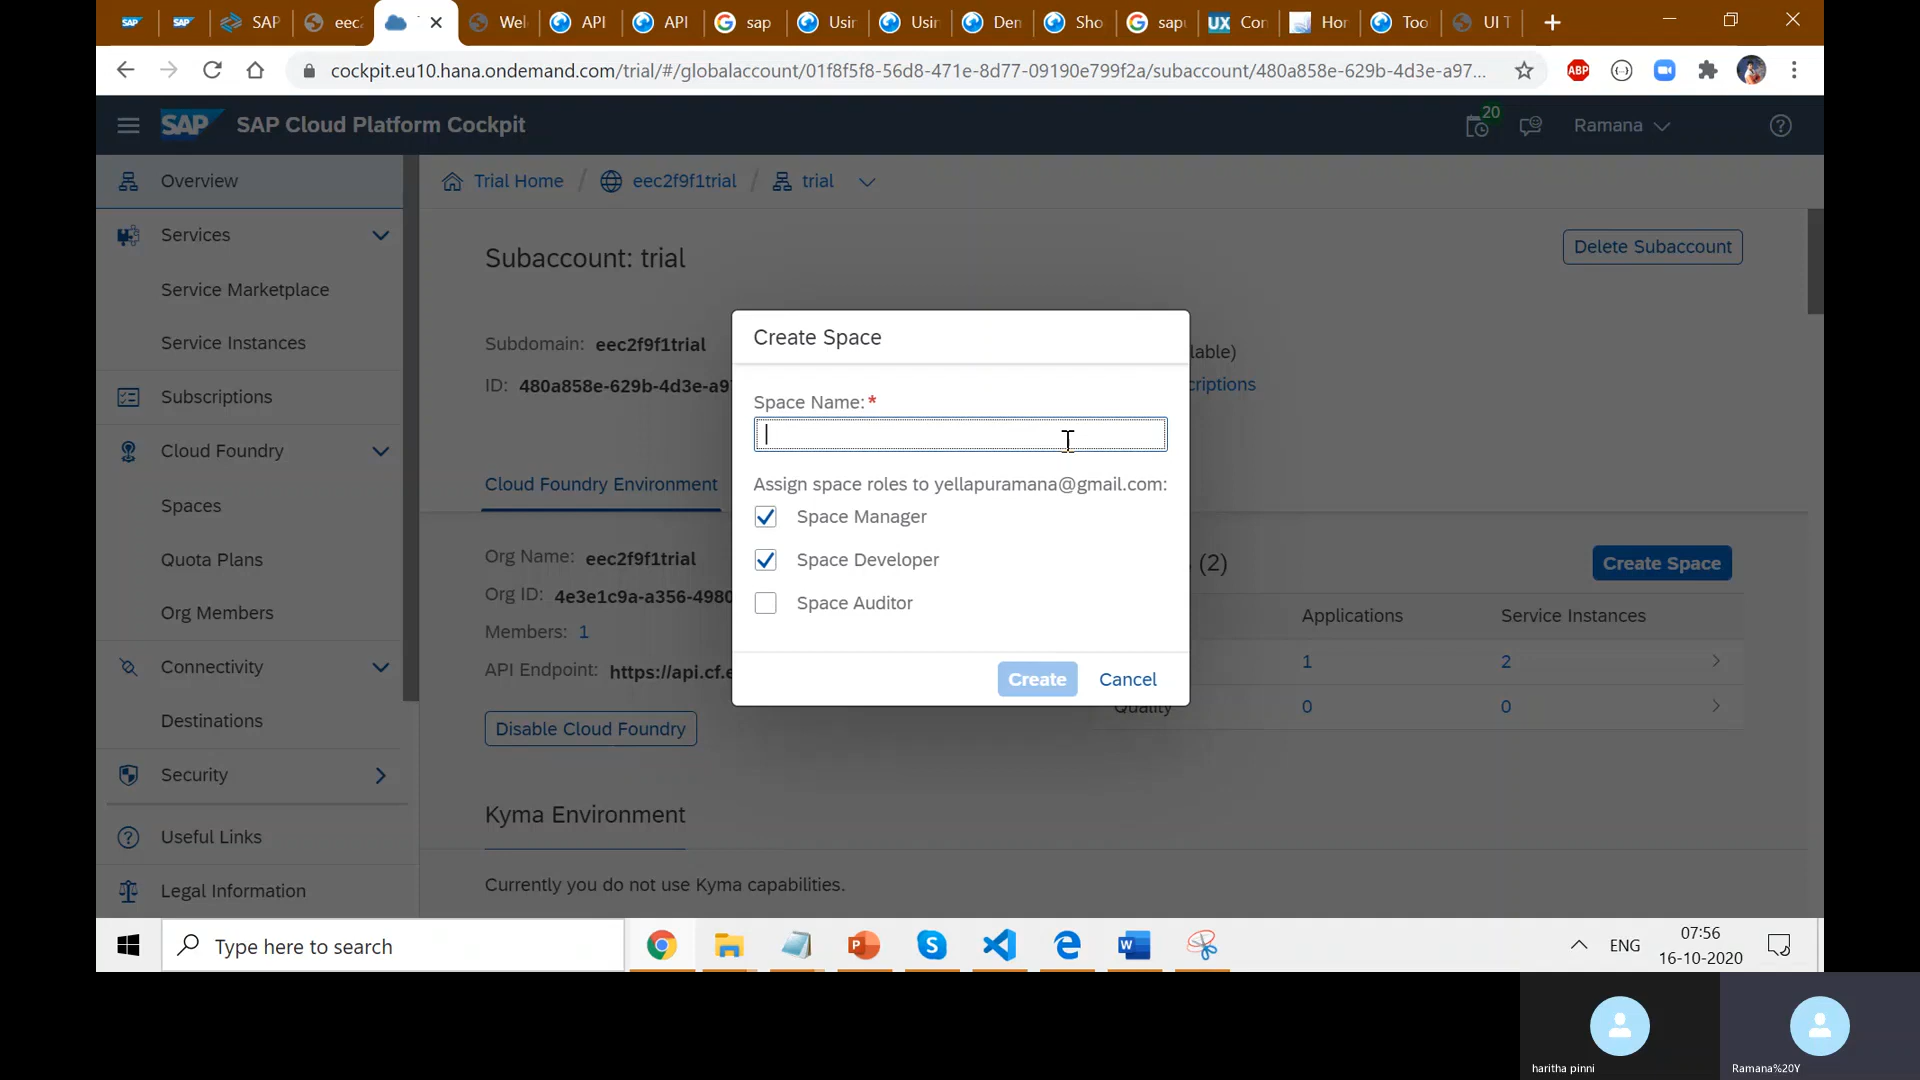 SAP
eec
Wel
API
API
sap
Usin
Usin
Den
Sho
sap
UX
Con
Hor
Too
UI T
cockpit.eu10.hana.ondemand.com/trial/#/globalaccount/01f8f5f8-56d8-471e-8d77-09190e799f2a/subaccount/480a858e-629b-4d3e-a97...
ABP
SAP
SAP Cloud Platform Cockpit
20
Ramana
Overview
Trial Home / eec2f9f1trial / trial
Services
Service Marketplace
Service Instances
Subscriptions
Cloud Foundry
Spaces
Quota Plans
Org Members
Connectivity
Destinations
Security
Useful Links
Legal Information
Subaccount: trial
Delete Subaccount
Subdomain: eec2f9f1trial
lable)
ID: 480a858e-629b-4d3e-a97
criptions
Cloud Foundry Environment
Org Name: eec2f9f1trial
Org ID: 4e3e1c9a-a356-4980
Members: 1
API Endpoint: https://api.cf.e
Disable Cloud Foundry
(2)
Create Space
Applications
Service Instances
1
2
Quality
0
0
Kyma Environment
Currently you do not use Kyma capabilities.
Create Space
Space Name:*
Assign space roles to yellapuramana@gmail.com:
Space Manager
Space Developer
Space Auditor
Create
Cancel
Type here to search
ENG
07:56
16-10-2020
haritha pinni
Ramana%20Y